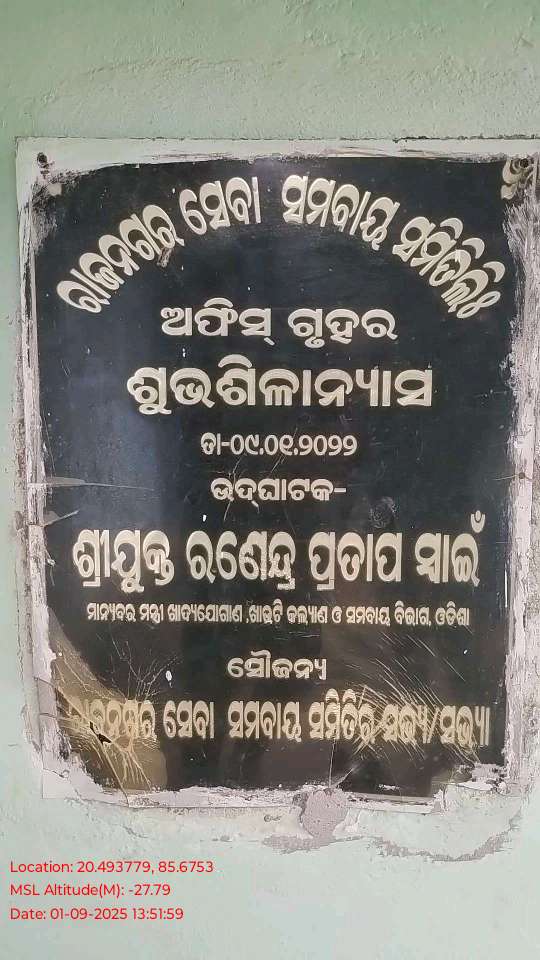 ରାଜନଗର ସେବା ସମବାୟ ସମିତିଲିଃ
ଅଫିସ୍ ଗୃହର
ଶୁଭଶିଳାନ୍ୟାସ
ତା-୦୯.୦୧.୨୦୨୨
ଉଦ୍‌ଘାଟକ-
ଶ୍ରୀଯୁକ୍ତ ରଣେନ୍ଦ୍ର ପ୍ରତାପ ସ୍ୱାଇଁ
ମାନ୍ୟବର ମନ୍ତ୍ରୀ ଖାଦ୍ୟଯୋଗାଣ ,ଖାଉଟି କଲ୍ୟାଣ ଓ ସମବାୟ ବିଭାଗ, ଓଡିଶା
ସୌଜନ୍ୟ
ରାଜନଗର ସେବା ସମବାୟ ସମିତିର ସଭ୍ୟ/ସଭ୍ୟା
Location: 20.493779, 85.6753
MSL Altitude(M): -27.79
Date: 01-09-2025 13:51:59